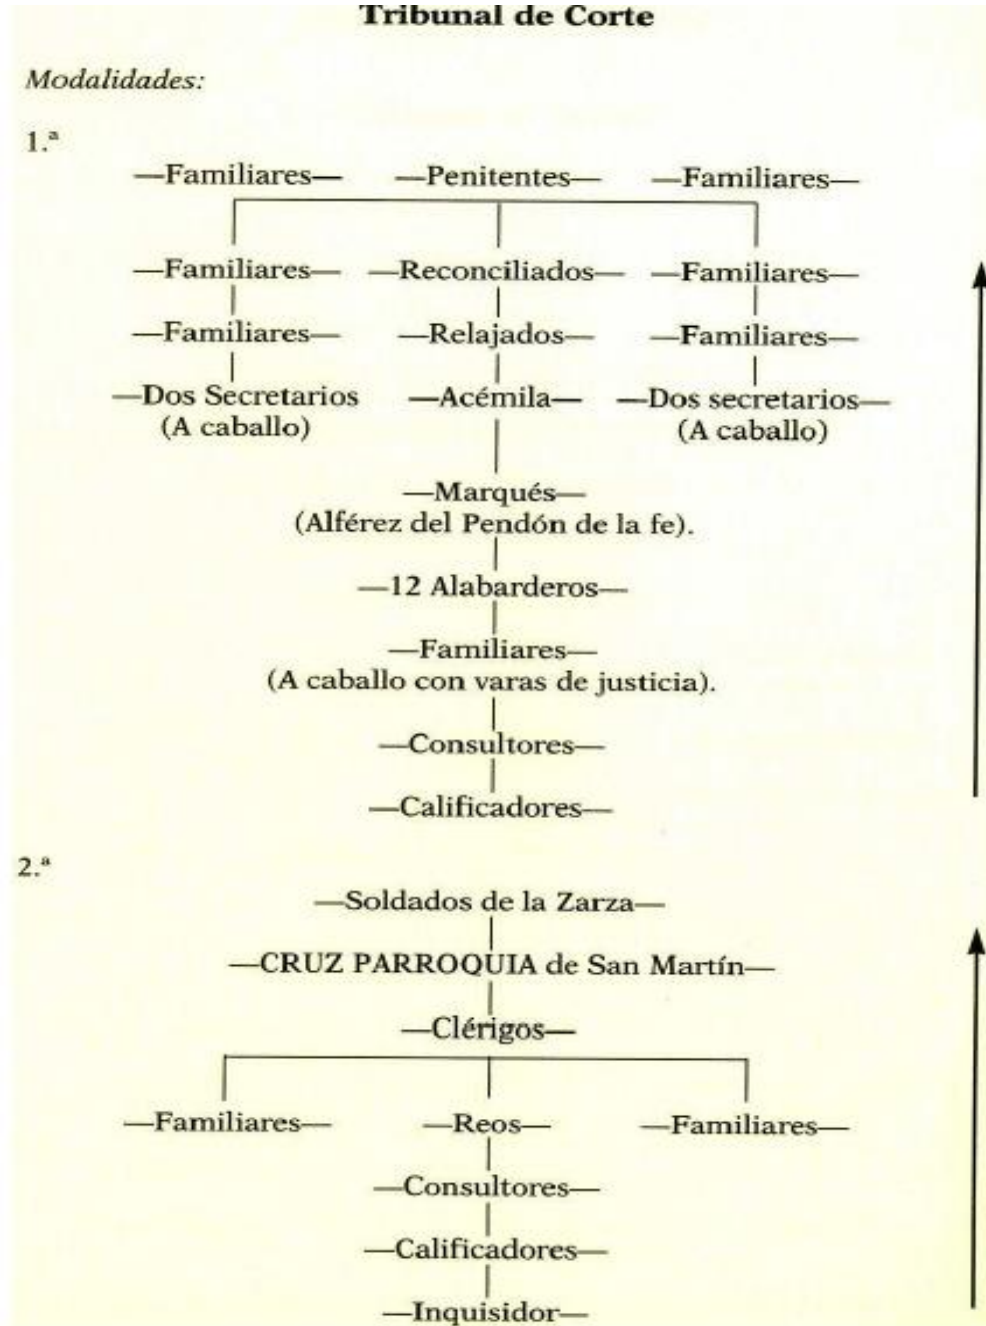 Tribunal de Corte
Modalidades:
1.ª
—Familiares— —Penitentes— —Familiares—
—Familiares— —Reconciliados— —Familiares—
—Familiares— —Relajados— —Familiares—
—Dos Secretarios —Acémila— —Dos secretarios—
(A caballo) (A caballo)
—Marqués—
(Alférez del Pendón de la fe).
—12 Alabarderos—
—Familiares—
(A caballo con varas de justicia).
—Consultores—
—Calificadores—
2.ª
—Soldados de la Zarza—
—CRUZ PARROQUIA de San Martín—
—Clérigos—
—Familiares— —Reos— —Familiares—
—Consultores—
—Calificadores—
—Inquisidor—